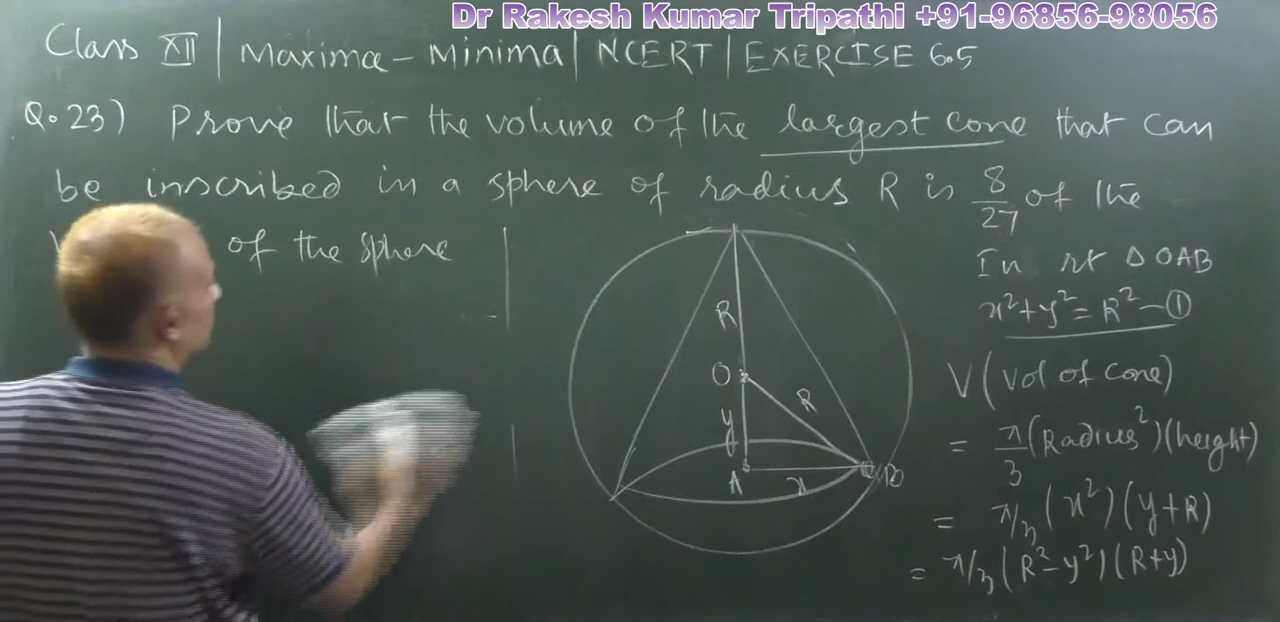 Dr Rakesh Kumar Tripathi +91-96856-98056
Class XII | Maxima - Minima | NCERT | EXERCISE 6.5
Q. 23) Prove that the volume of the largest cone that can
be inscribed in a sphere of radius R is 8/27 of the
of the sphere
R
O
R
y
A
x
B
In rt △OAB
x²+y² = R² — ①
V (Vol of cone)
= π/3 (Radius²)(height)
= π/3 (x²)(y+R)
= π/3 (R²-y²)(R+y)